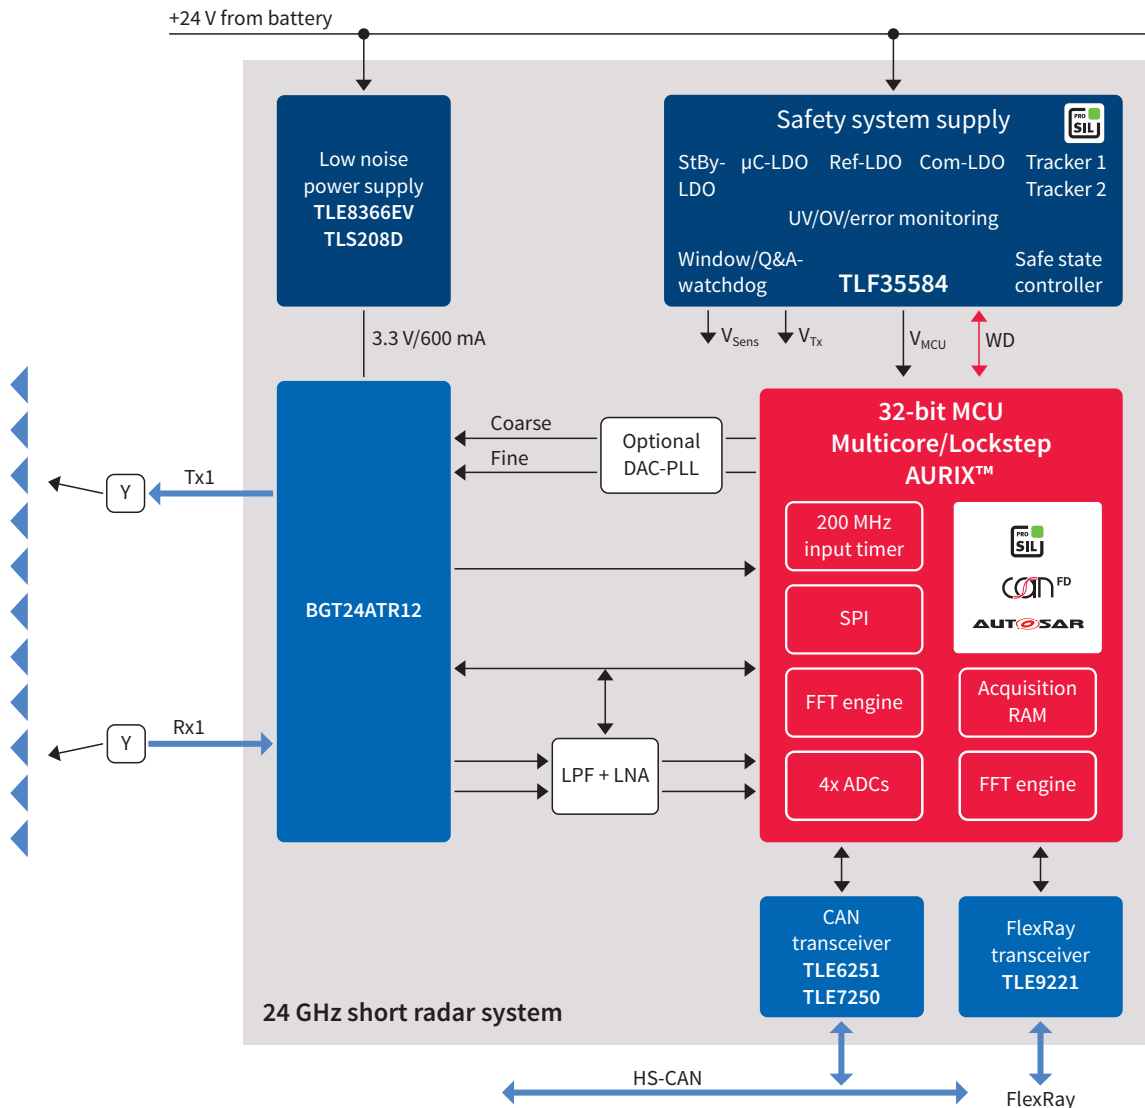 +24 V from battery
Low noise
power supply
TLE8366EV
TLS208D
Safety system supply
PRO
SIL
StBy-
LDO
µC-LDO
Ref-LDO
Com-LDO
Tracker 1
Tracker 2
UV/OV/error monitoring
Window/Q&A-
watchdog
TLF35584
Safe state
controller
3.3 V/600 mA
VSens
VTx
VMCU
WD
Coarse
Fine
Optional
DAC-PLL
32-bit MCU
Multicore/Lockstep
AURIX™
Tx1
Y
200 MHz
input timer
PRO
SIL
CAN FD
AUTOSAR
BGT24ATR12
SPI
FFT engine
Acquisition
RAM
Rx1
Y
LPF + LNA
4x ADCs
FFT engine
CAN
transceiver
TLE6251
TLE7250
FlexRay
transceiver
TLE9221
24 GHz short radar system
HS-CAN
FlexRay